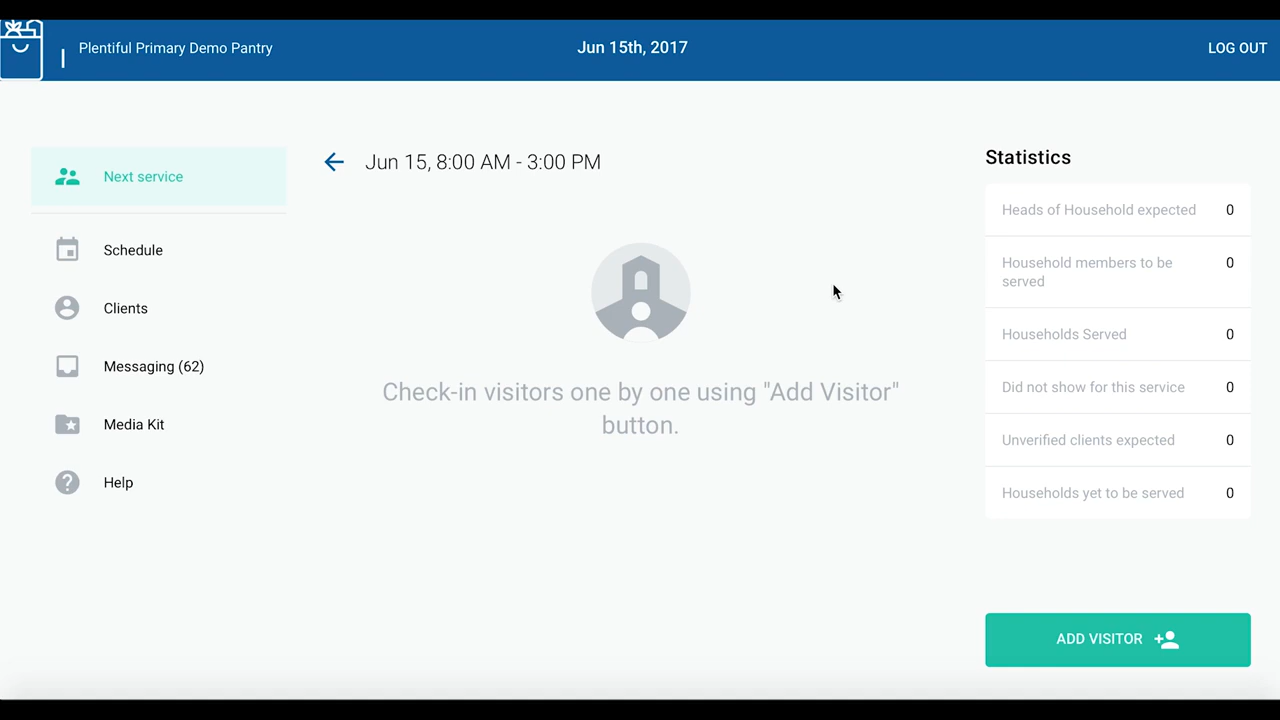 Plentiful Primary Demo Pantry
Jun 15th, 2017
LOG OUT
Next service
Schedule
Clients
Messaging (62)
Media Kit
Help
Jun 15, 8:00 AM - 3:00 PM
Check-in visitors one by one using "Add Visitor"
button.
Statistics
Heads of Household expected 0
Household members to be 0
served
Households Served 0
Did not show for this service 0
Unverified clients expected 0
Households yet to be served 0
ADD VISITOR